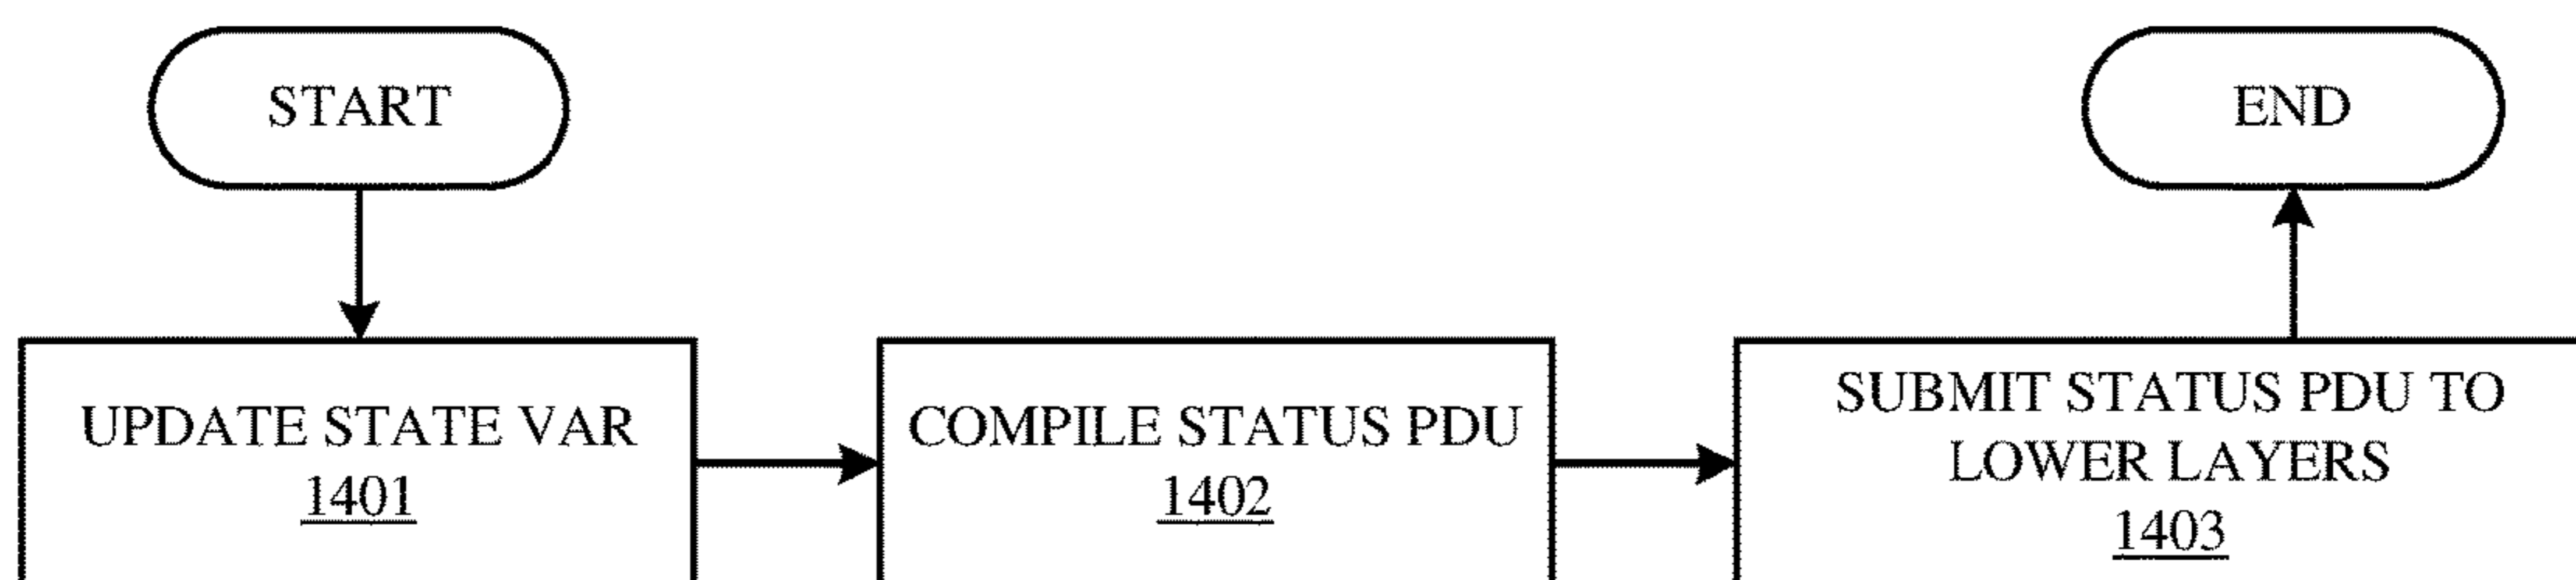 START
END
UPDATE STATE VAR
1401
COMPILE STATUS PDU
1402
SUBMIT STATUS PDU TO
LOWER LAYERS
1403